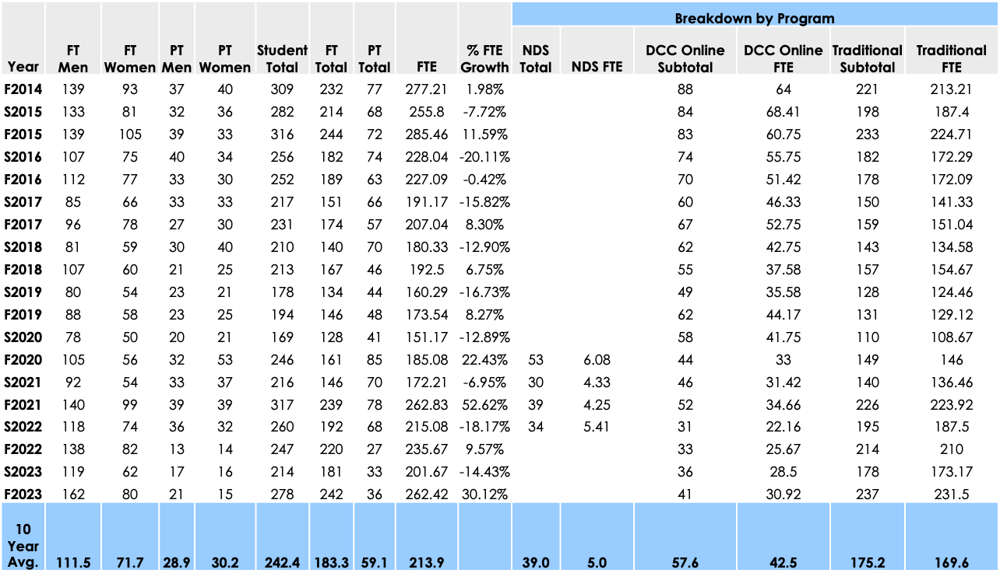 Breakdown by Program
Year FT Men FT Women PT Men PT Women Student Total FT Total PT Total FTE % FTE Growth NDS Total NDS FTE DCC Online Subtotal DCC Online FTE Traditional Subtotal Traditional FTE
F2014 139 93 37 40 309 232 77 277.21 1.98% 88 64 221 213.21
S2015 133 81 32 36 282 214 68 255.8 -7.72% 84 68.41 198 187.4
F2015 139 105 39 33 316 244 72 285.46 11.59% 83 60.75 233 224.71
S2016 107 75 40 34 256 182 74 228.04 -20.11% 74 55.75 182 172.29
F2016 112 77 33 30 252 189 63 227.09 -0.42% 70 51.42 178 172.09
S2017 85 66 33 33 217 151 66 191.17 -15.82% 60 46.33 150 141.33
F2017 96 78 27 30 231 174 57 207.04 8.30% 67 52.75 159 151.04
S2018 81 59 30 40 210 140 70 180.33 -12.90% 62 42.75 143 134.58
F2018 107 60 21 25 213 167 46 192.5 6.75% 55 37.58 157 154.67
S2019 80 54 23 21 178 134 44 160.29 -16.73% 49 35.58 128 124.46
F2019 88 58 23 25 194 146 48 173.54 8.27% 62 44.17 131 129.12
S2020 78 50 20 21 169 128 41 151.17 -12.89% 58 41.75 110 108.67
F2020 105 56 32 53 246 161 85 185.08 22.43% 53 6.08 44 33 149 146
S2021 92 54 33 37 216 146 70 172.21 -6.95% 30 4.33 46 31.42 140 136.46
F2021 140 99 39 39 317 239 78 262.83 52.62% 39 4.25 52 34.66 226 223.92
S2022 118 74 36 32 260 192 68 215.08 -18.17% 34 5.41 31 22.16 195 187.5
F2022 138 82 13 14 247 220 27 235.67 9.57% 33 25.67 214 210
S2023 119 62 17 16 214 181 33 201.67 -14.43% 36 28.5 178 173.17
F2023 162 80 21 15 278 242 36 262.42 30.12% 41 30.92 237 231.5
10 Year Avg. 111.5 71.7 28.9 30.2 242.4 183.3 59.1 213.9 39.0 5.0 57.6 42.5 175.2 169.6